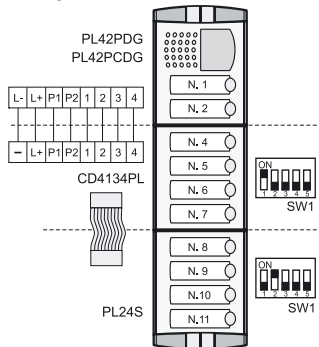 PL42PDG
PL42PCDG
N. 1
N. 2
L- L+ P1 P2 1 2 3 4
– L+ P1 P2 1 2 3 4
CD4134PL
N. 4
N. 5
N. 6
N. 7
ON
1 2 3 4 5
SW1
PL24S
N. 8
N. 9
N.10
N.11
ON
1 2 3 4 5
SW1